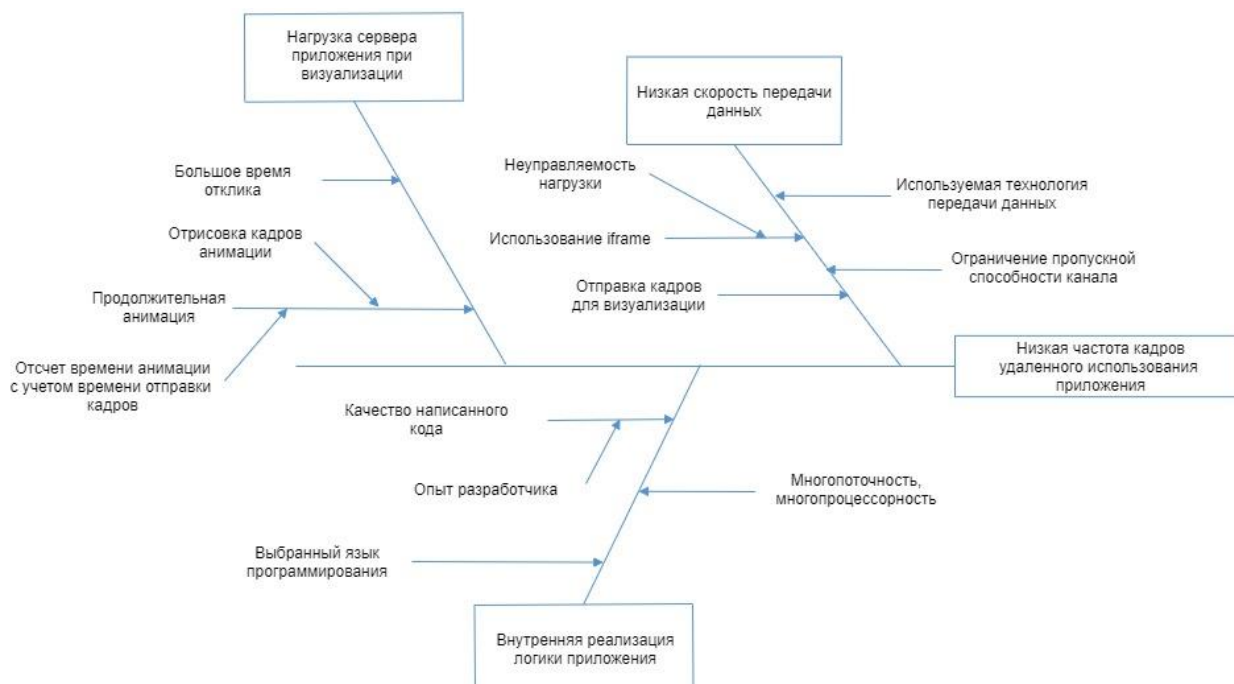 Нагрузка сервера
приложения при
визуализации
Низкая скорость передачи
данных
Большое время
отклика
Неуправляемость
нагрузки
Используемая технология
передачи данных
Отрисовка кадров
анимации
Использование iframe
Ограничение пропускной
способности канала
Отправка кадров
для визуализации
Продолжительная
анимация
Отсчет времени анимации
с учетом времени отправки
кадров
Низкая частота кадров
удаленного использования
приложения
Качество написанного
кода
Опыт разработчика
Многопоточность,
многопроцессорность
Выбранный язык
программирования
Внутренняя реализация
логики приложения